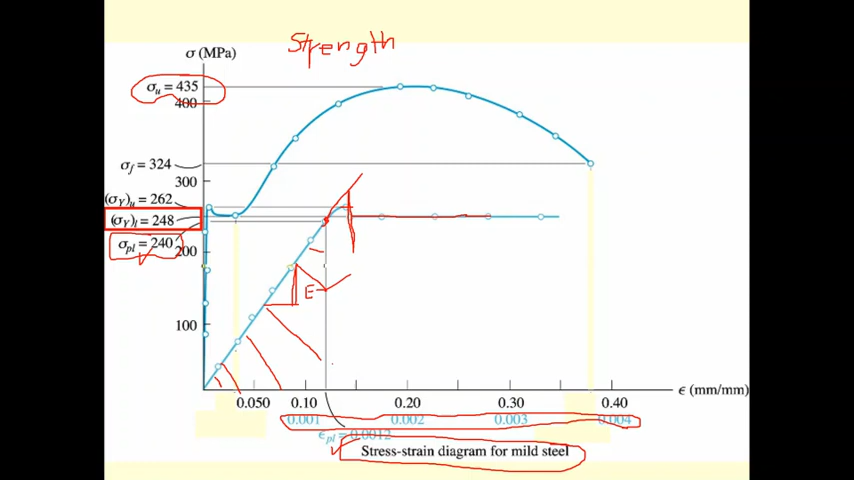 Strength
σ (MPa)
σu = 435
400
σf = 324
300
(σY)u = 262
(σY)l = 248
σpl = 240
200
E
100
ϵ (mm/mm)
0.050 0.10 0.20 0.30 0.40
0.001 0.002 0.003 0.004
ϵpl = 0.0012
Stress-strain diagram for mild steel